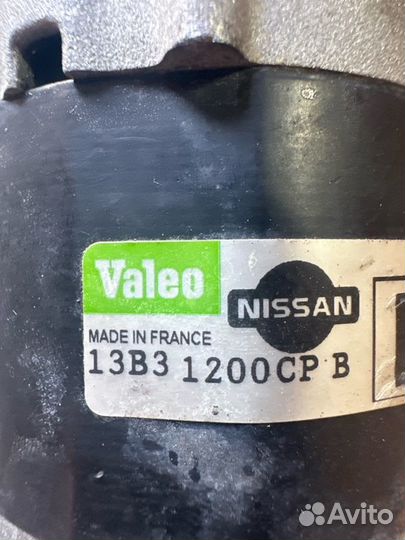 Valeo
NISSAN
MADE IN FRANCE
13B3 1200CP B
Avito